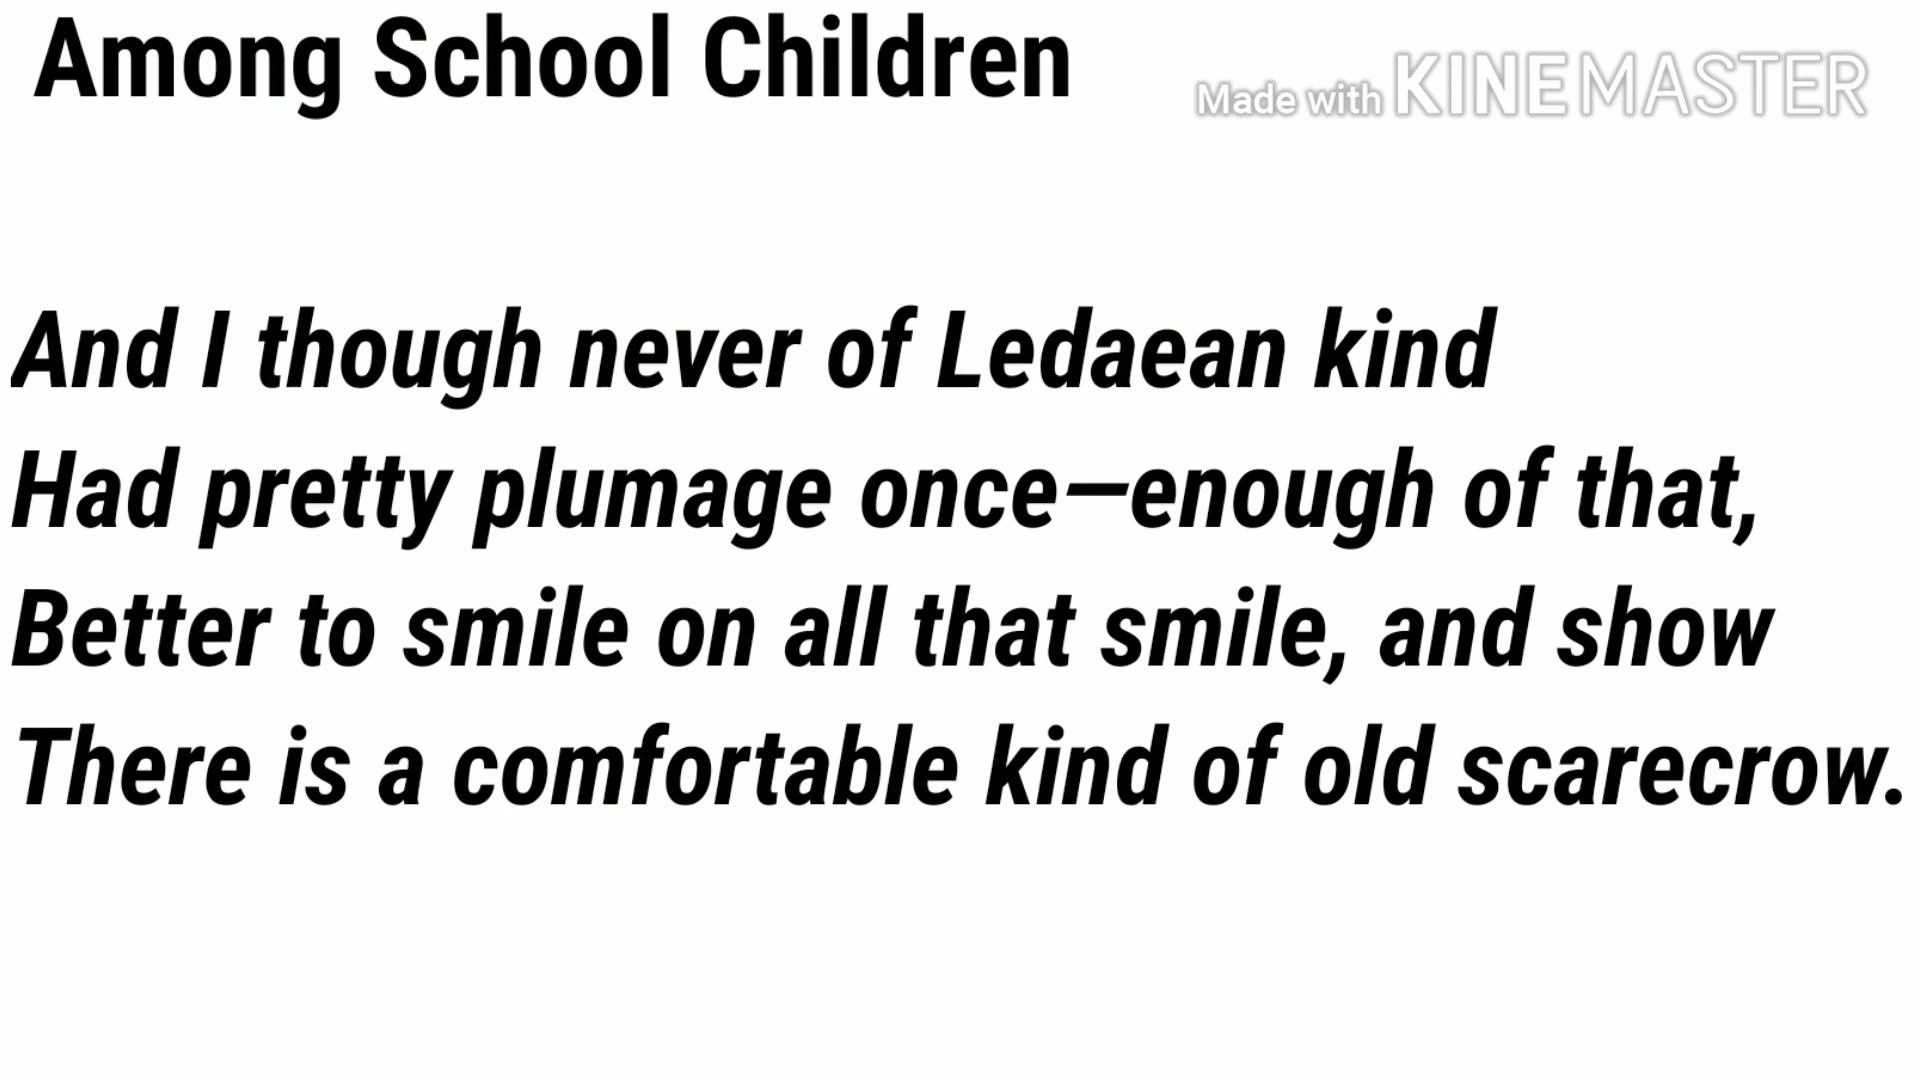 Among School Children
Made with KINEMASTER
And I though never of Ledaean kind
Had pretty plumage once—enough of that,
Better to smile on all that smile, and show
There is a comfortable kind of old scarecrow.